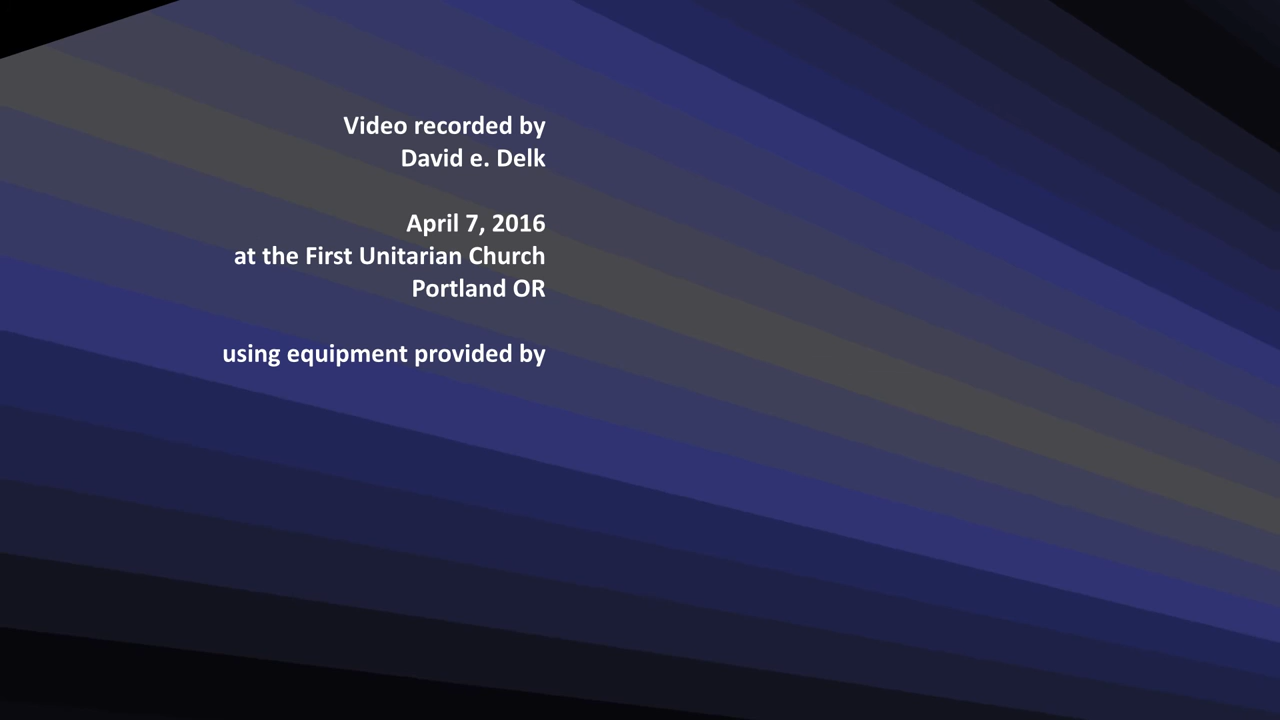 Video recorded by
David e. Delk
April 7, 2016
at the First Unitarian Church
Portland OR
using equipment provided by